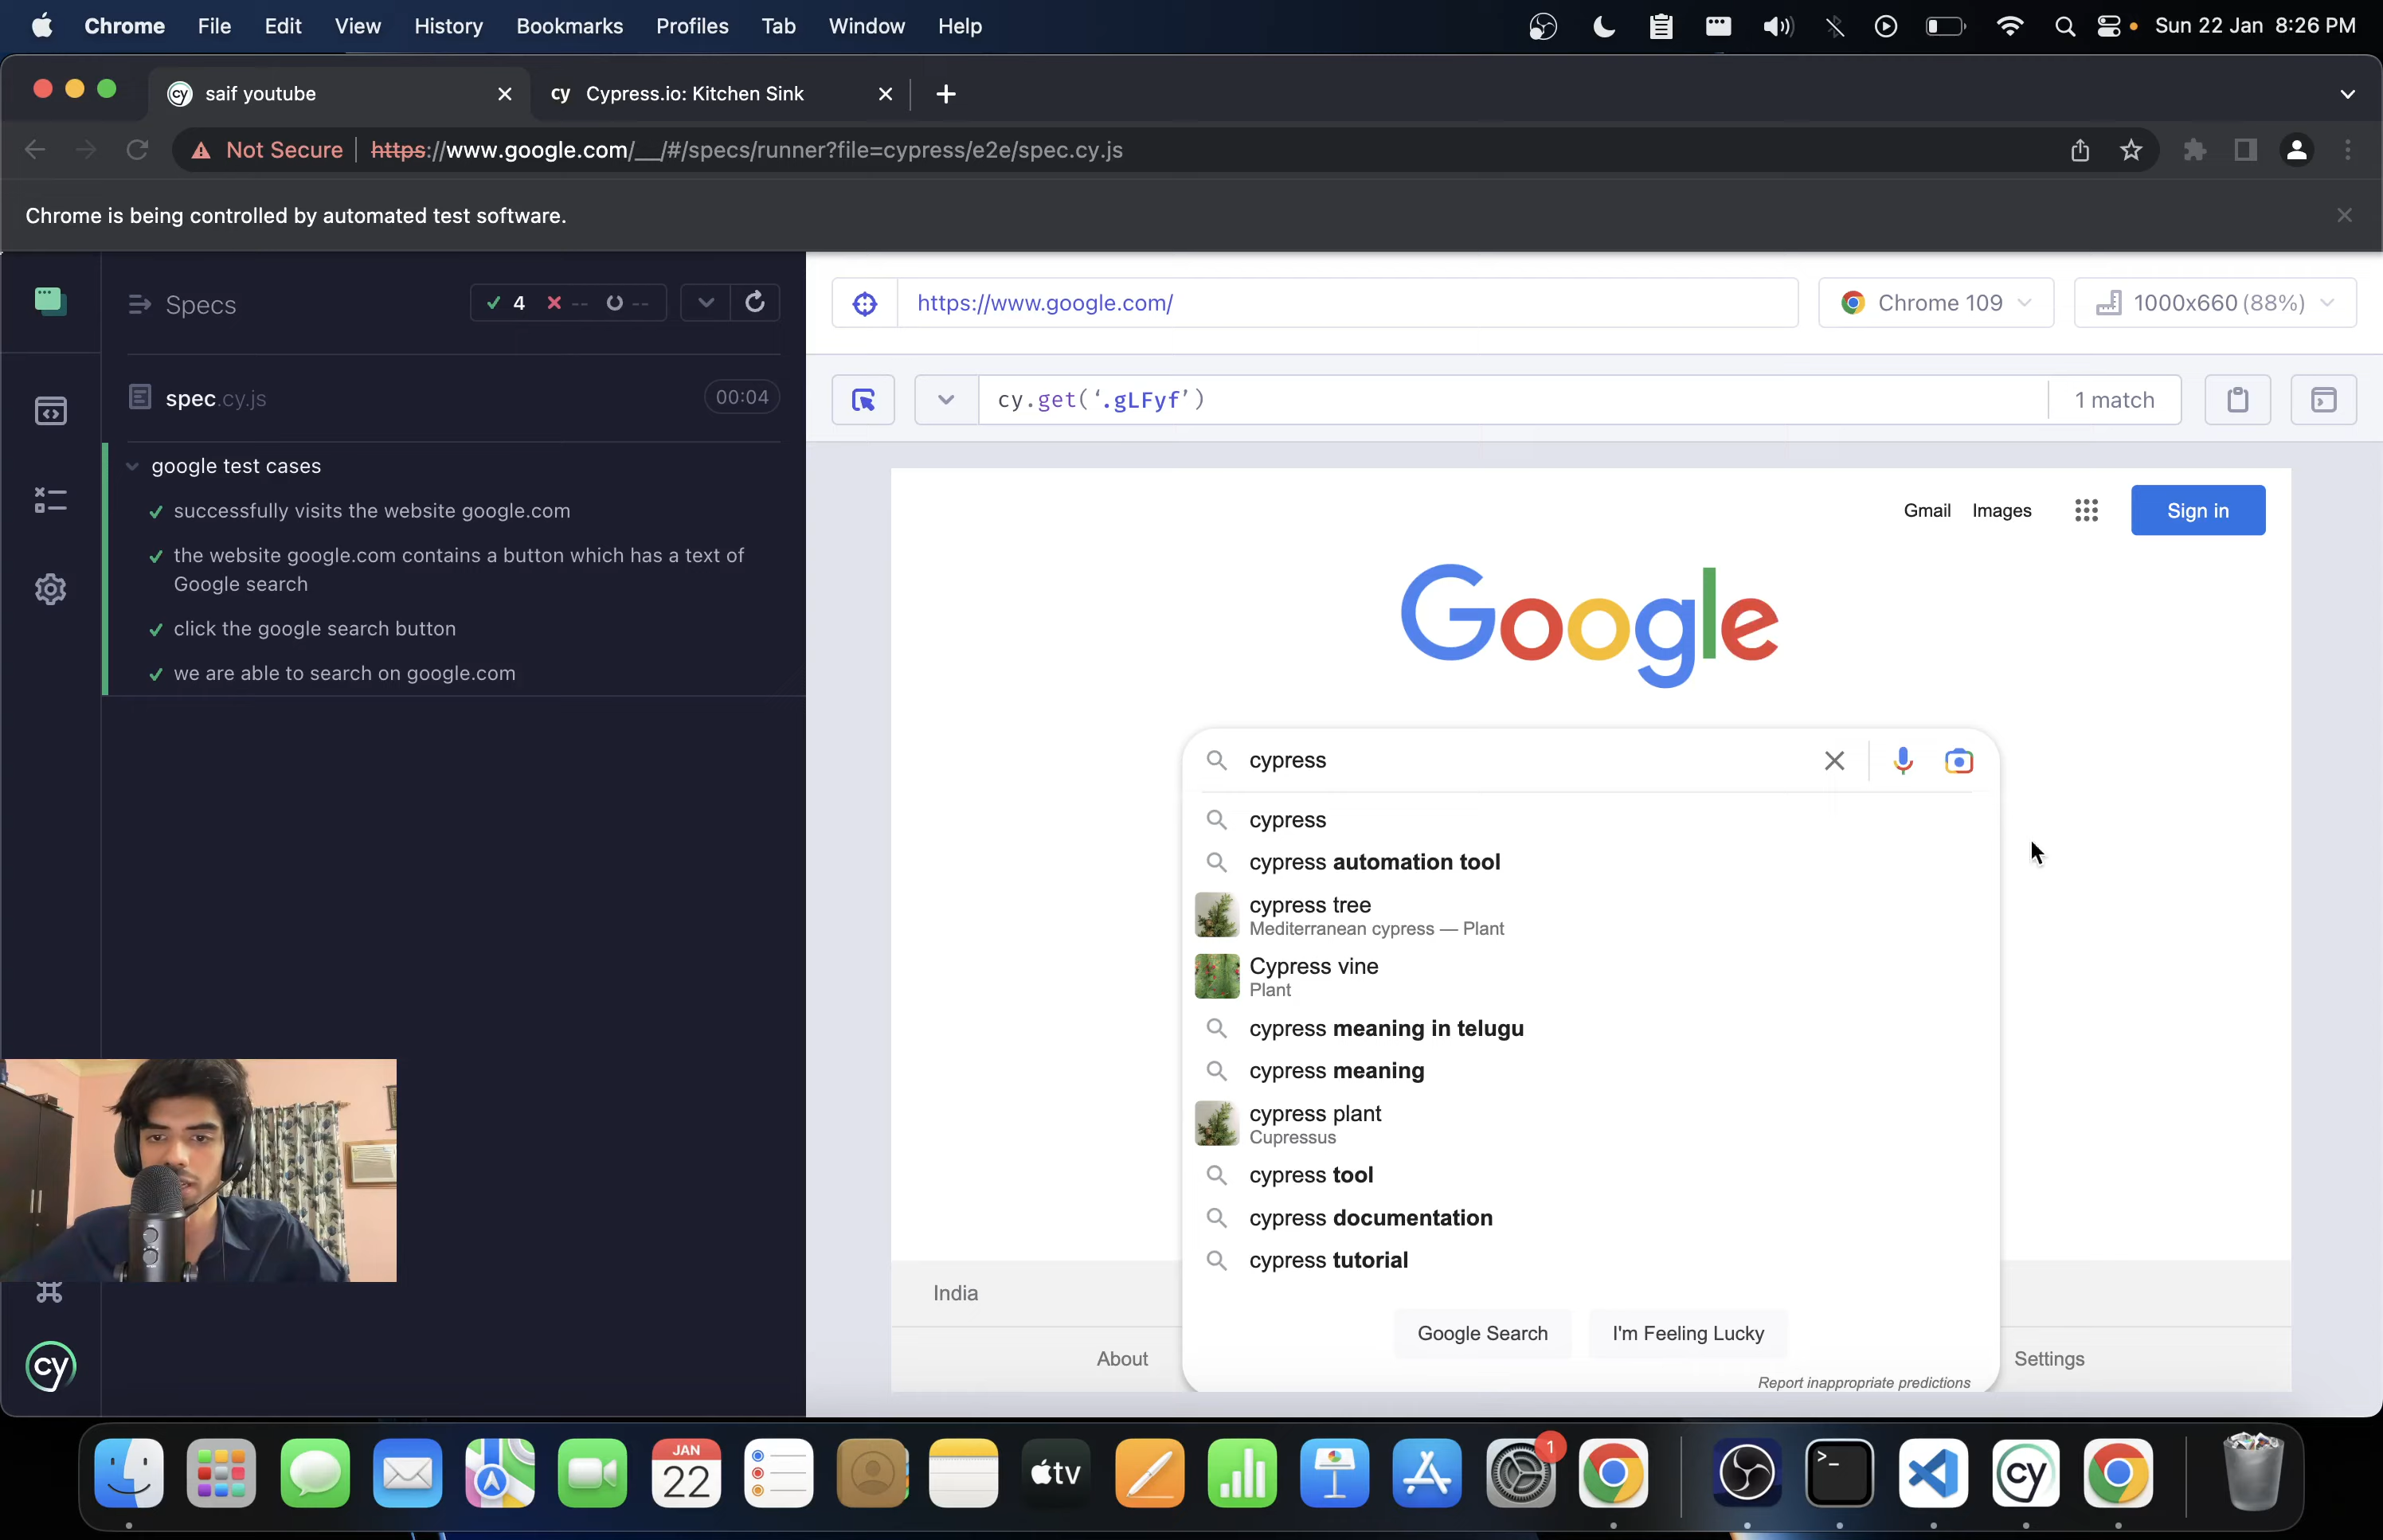 Chrome File Edit View History Bookmarks Profiles Tab Window Help Sun 22 Jan 8:26 PM
saif youtube
cy Cypress.io: Kitchen Sink
Not Secure https://www.google.com/__/#/specs/runner?file=cypress/e2e/spec.cy.js
Chrome is being controlled by automated test software.
Specs 4 -- --
https://www.google.com/ Chrome 109 1000x660 (88%)
spec.cy.js 00:04
cy.get(‘.gLFyf’) 1 match
google test cases
successfully visits the website google.com
the website google.com contains a button which has a text of
Google search
click the google search button
we are able to search on google.com
Gmail Images Sign in
Google
cypress
cypress
cypress automation tool
cypress tree
Mediterranean cypress — Plant
Cypress vine
Plant
cypress meaning in telugu
cypress meaning
cypress plant
Cupressus
cypress tool
cypress documentation
cypress tutorial
India
Google Search I'm Feeling Lucky
About Settings
Report inappropriate predictions
cy
JAN
22
tv
1
>_
cy